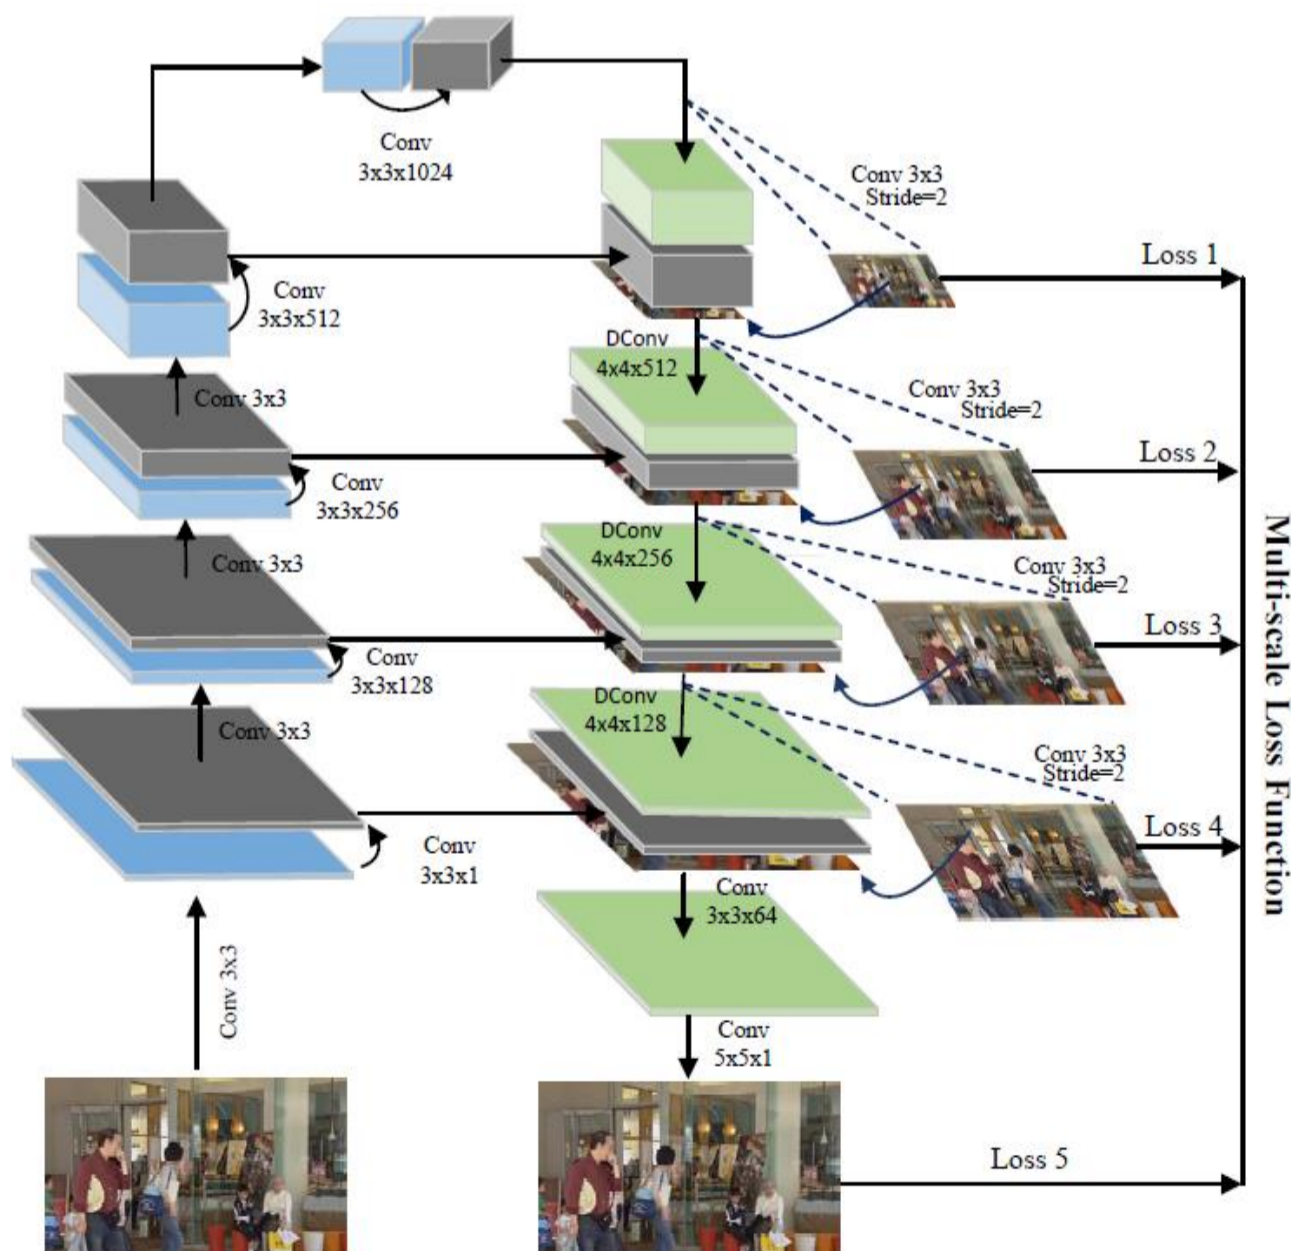 Conv
3x3x1024
Conv 3x3
Stride=2
Loss 1
Conv
3x3x512
DConv
4x4x512
Conv 3x3
Conv 3x3
Stride=2
Loss 2
Conv
3x3x256
DConv
4x4x256
Conv 3x3
Conv 3x3
Stride=2
Loss 3
Conv
3x3x128
DConv
4x4x128
Conv 3x3
Conv 3x3
Stride=2
Loss 4
Conv
3x3x1
Conv
3x3x64
Conv 3x3
Conv
5x5x1
Loss 5
Multi-scale Loss Function